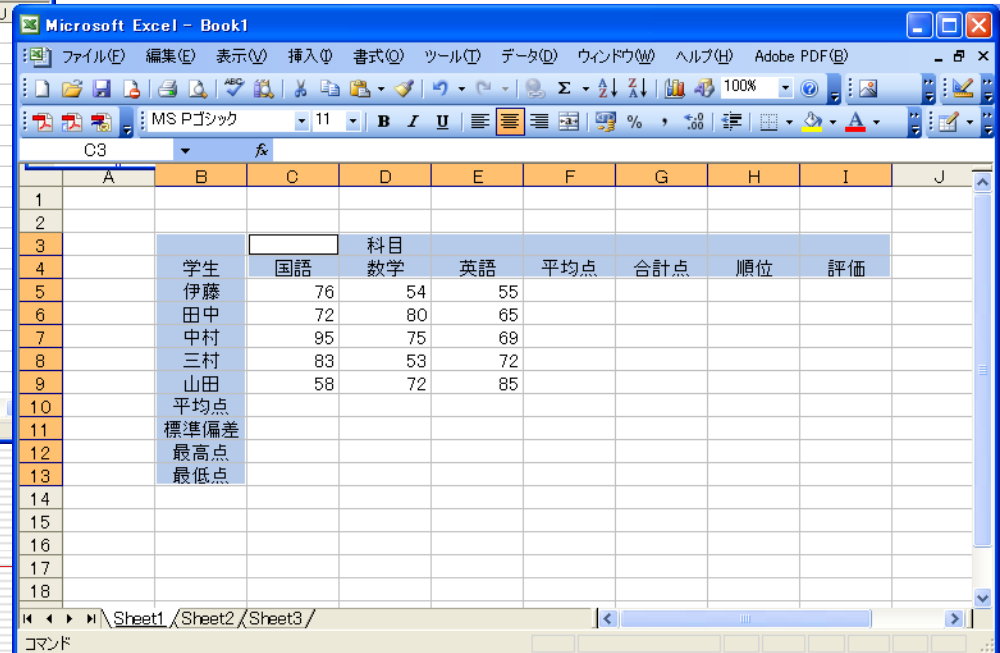 Microsoft Excel - Book1
ファイル(F) 編集(E) 表示(V) 挿入(I) 書式(O) ツール(T) データ(D) ウィンドウ(W) ヘルプ(H) Adobe PDF(B)
100%
MS Pゴシック 11 B I U
C3 fx
A B C D E F G H I J
1
2
3 科目
4 学生 国語 数学 英語 平均点 合計点 順位 評価
5 伊藤 76 54 55
6 田中 72 80 65
7 中村 95 75 69
8 三村 83 53 72
9 山田 58 72 85
10 平均点
11 標準偏差
12 最高点
13 最低点
14
15
16
17
18
Sheet1 Sheet2 Sheet3
コマンド